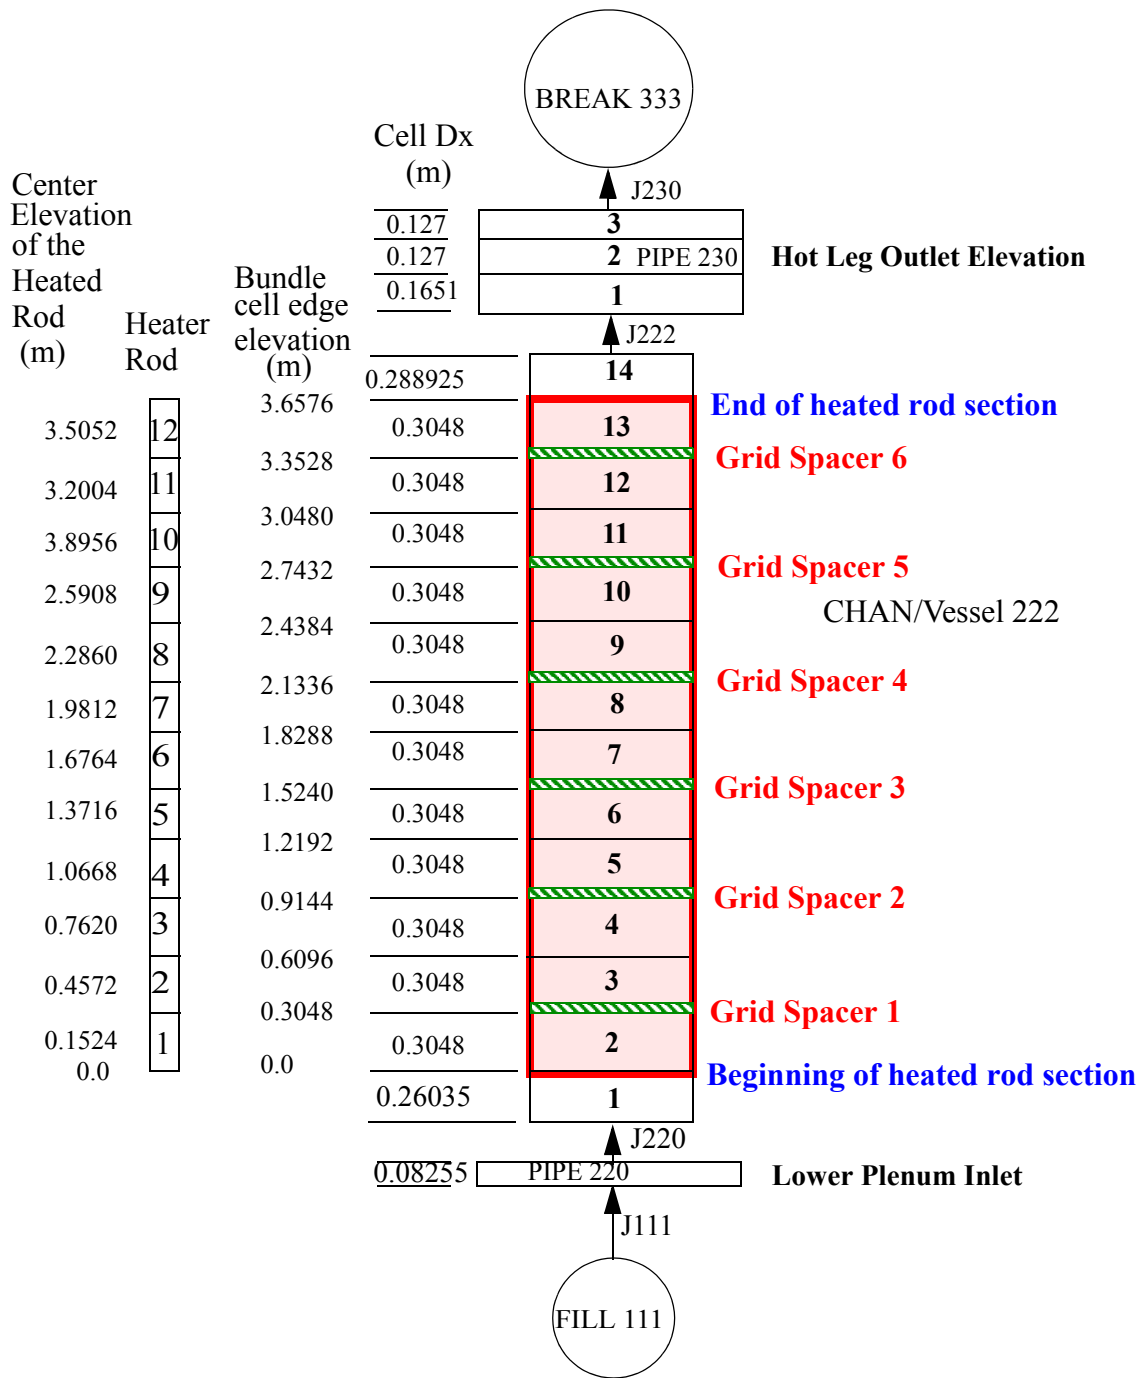 BREAK 333
Cell Dx
(m)
J230
Center
Elevation
of the
Heated
Rod
(m)
Heater
Rod
Bundle
cell edge
elevation
(m)
0.127
3
0.127
2 PIPE 230
Hot Leg Outlet Elevation
0.1651
1
J222
0.288925
14
3.6576
End of heated rod section
3.5052
12
0.3048
13
3.3528
Grid Spacer 6
3.2004
11
0.3048
12
3.0480
3.8956
10
0.3048
11
2.7432
Grid Spacer 5
2.5908
9
0.3048
10
CHAN/Vessel 222
2.4384
2.2860
8
0.3048
9
2.1336
Grid Spacer 4
1.9812
7
0.3048
8
1.8288
1.6764
6
0.3048
7
1.5240
Grid Spacer 3
1.3716
5
0.3048
6
1.2192
1.0668
4
0.3048
5
0.9144
Grid Spacer 2
0.7620
3
0.3048
4
0.6096
0.4572
2
0.3048
3
0.3048
Grid Spacer 1
0.1524
1
0.3048
2
0.0
0.0
Beginning of heated rod section
0.26035
1
J220
0.08255
PIPE 220
Lower Plenum Inlet
J111
FILL 111